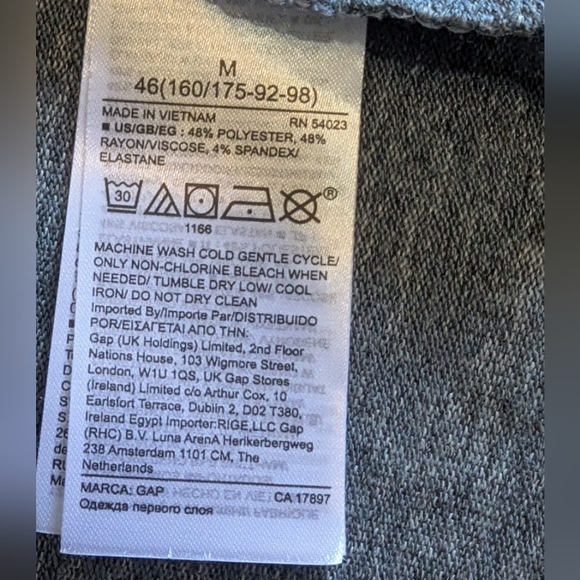 M
46(160/175-92-98)
MADE IN VIETNAM RN 54023
■ US/GB/EG : 48% POLYESTER, 48%
RAYON/VISCOSE, 4% SPANDEX/
ELASTANE
30
®
1166
MACHINE WASH COLD GENTLE CYCLE/
ONLY NON-CHLORINE BLEACH WHEN
NEEDED/ TUMBLE DRY LOW/ COOL
IRON/ DO NOT DRY CLEAN
Imported By/Importe Par/DISTRIBUIDO
POR/ΕΙΣΑΓΕΤΑΙ ΑΠΟ ΤΗΝ:
Gap (UK Holdings) Limited, 2nd Floor
Nations House, 103 Wigmore Street,
London, W1U 1QS, UK Gap Stores
(Ireland) Limited c/o Arthur Cox, 10
Earlsfort Terrace, Dublin 2, D02 T380,
Ireland Egypt Importer:RIGE,LLC Gap
(RHC) B.V. Luna ArenA Herikerbergweg
238 Amsterdam 1101 CM, The
Netherlands
MARCA: GAP CA 17897
Одежда первого слоя